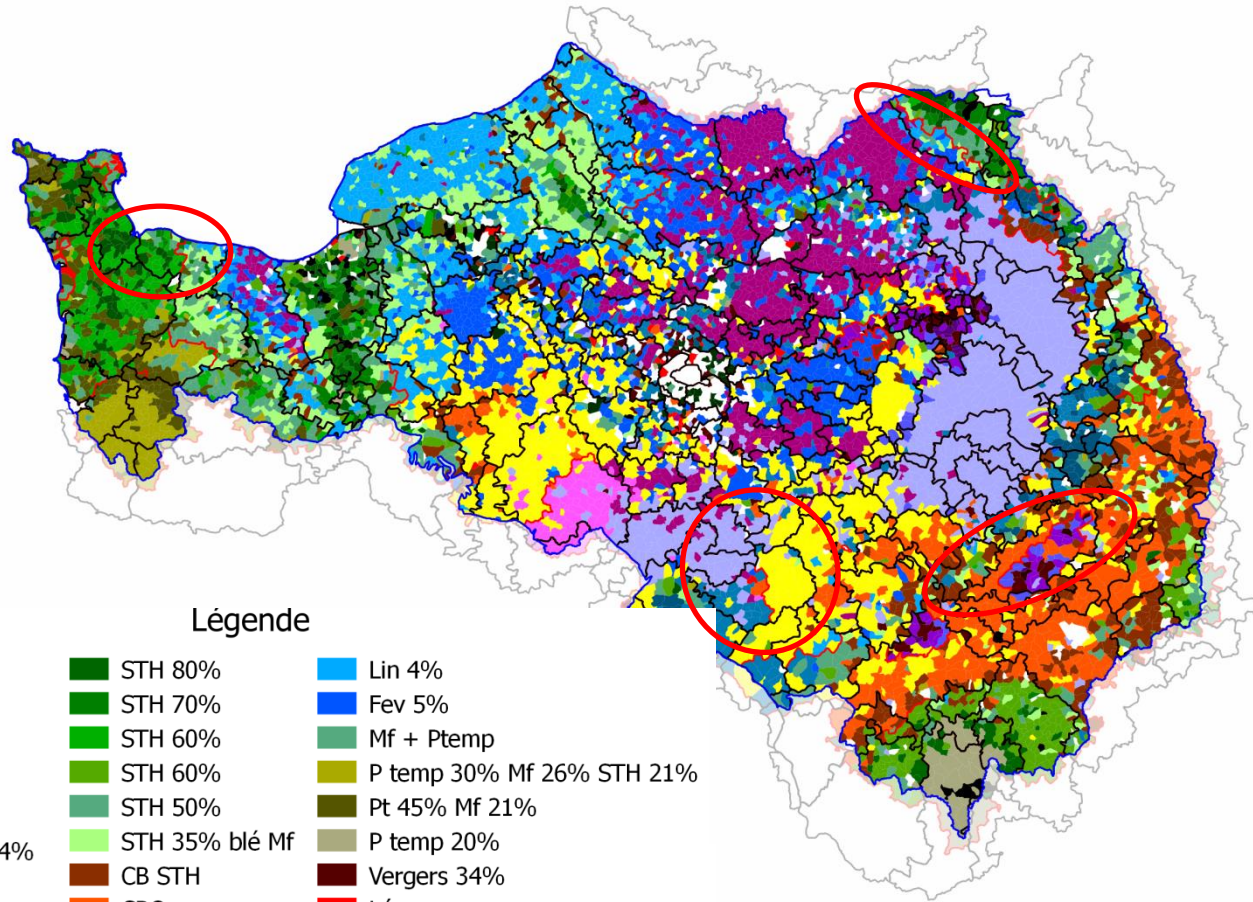 Légende
STH 80%
STH 70%
STH 60%
STH 60%
STH 50%
STH 35% blé Mf
CB STH
Lin 4%
Fev 5%
Mf + Ptemp
P temp 30% Mf 26% STH 21%
Pt 45% Mf 21%
P temp 20%
Vergers 34%
4%